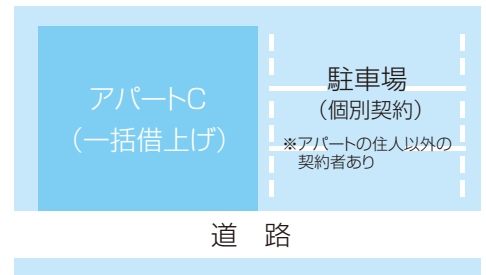 アパートC
（一括借上げ）
駐車場
（個別契約）
※アパートの住人以外の
契約者あり
道 路